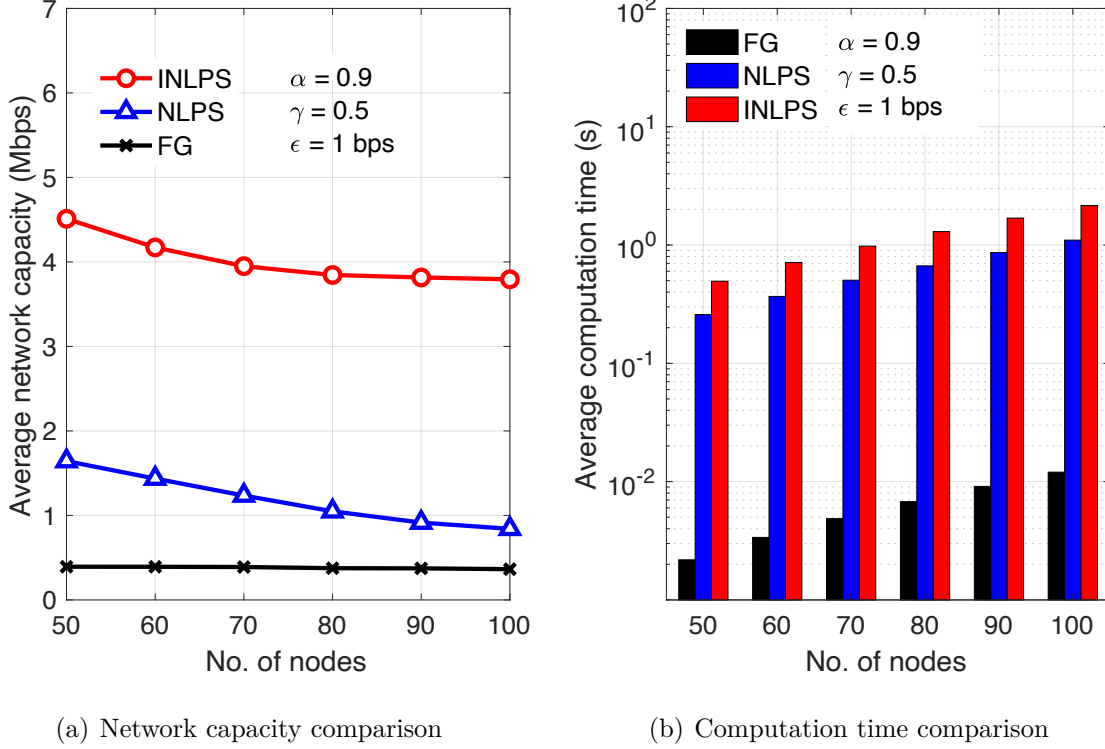 7
6
5
4
3
2
1
0
Average network capacity (Mbps)
INLPS
NLPS
FG
α = 0.9
γ = 0.5
ϵ = 1 bps
50 60 70 80 90 100
No. of nodes
(a) Network capacity comparison
10^2
10^1
10^0
10^-1
10^-2
Average computation time (s)
FG
NLPS
INLPS
α = 0.9
γ = 0.5
ϵ = 1 bps
50 60 70 80 90 100
No. of nodes
(b) Computation time comparison